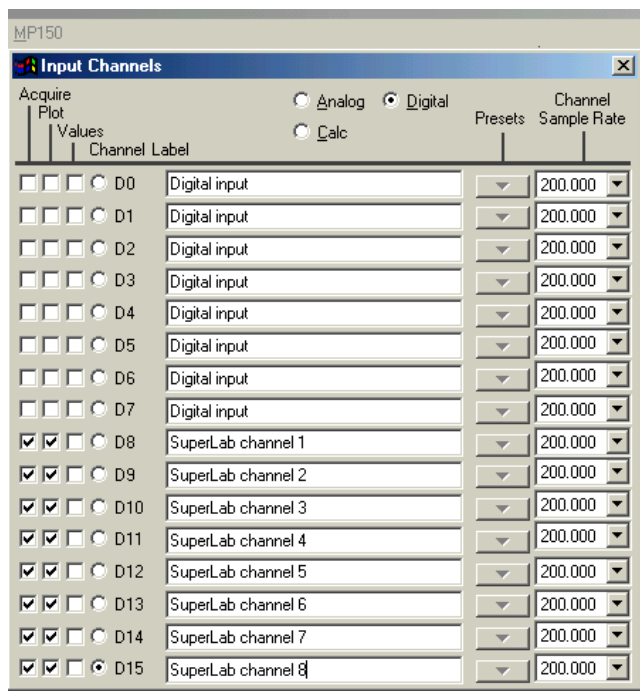 MP150
Input Channels
Acquire
Plot
Values
Channel Label
Analog Digital
Calc
Presets
Channel
Sample Rate
D0 Digital input 200.000
D1 Digital input 200.000
D2 Digital input 200.000
D3 Digital input 200.000
D4 Digital input 200.000
D5 Digital input 200.000
D6 Digital input 200.000
D7 Digital input 200.000
D8 SuperLab channel 1 200.000
D9 SuperLab channel 2 200.000
D10 SuperLab channel 3 200.000
D11 SuperLab channel 4 200.000
D12 SuperLab channel 5 200.000
D13 SuperLab channel 6 200.000
D14 SuperLab channel 7 200.000
D15 SuperLab channel 8 200.000